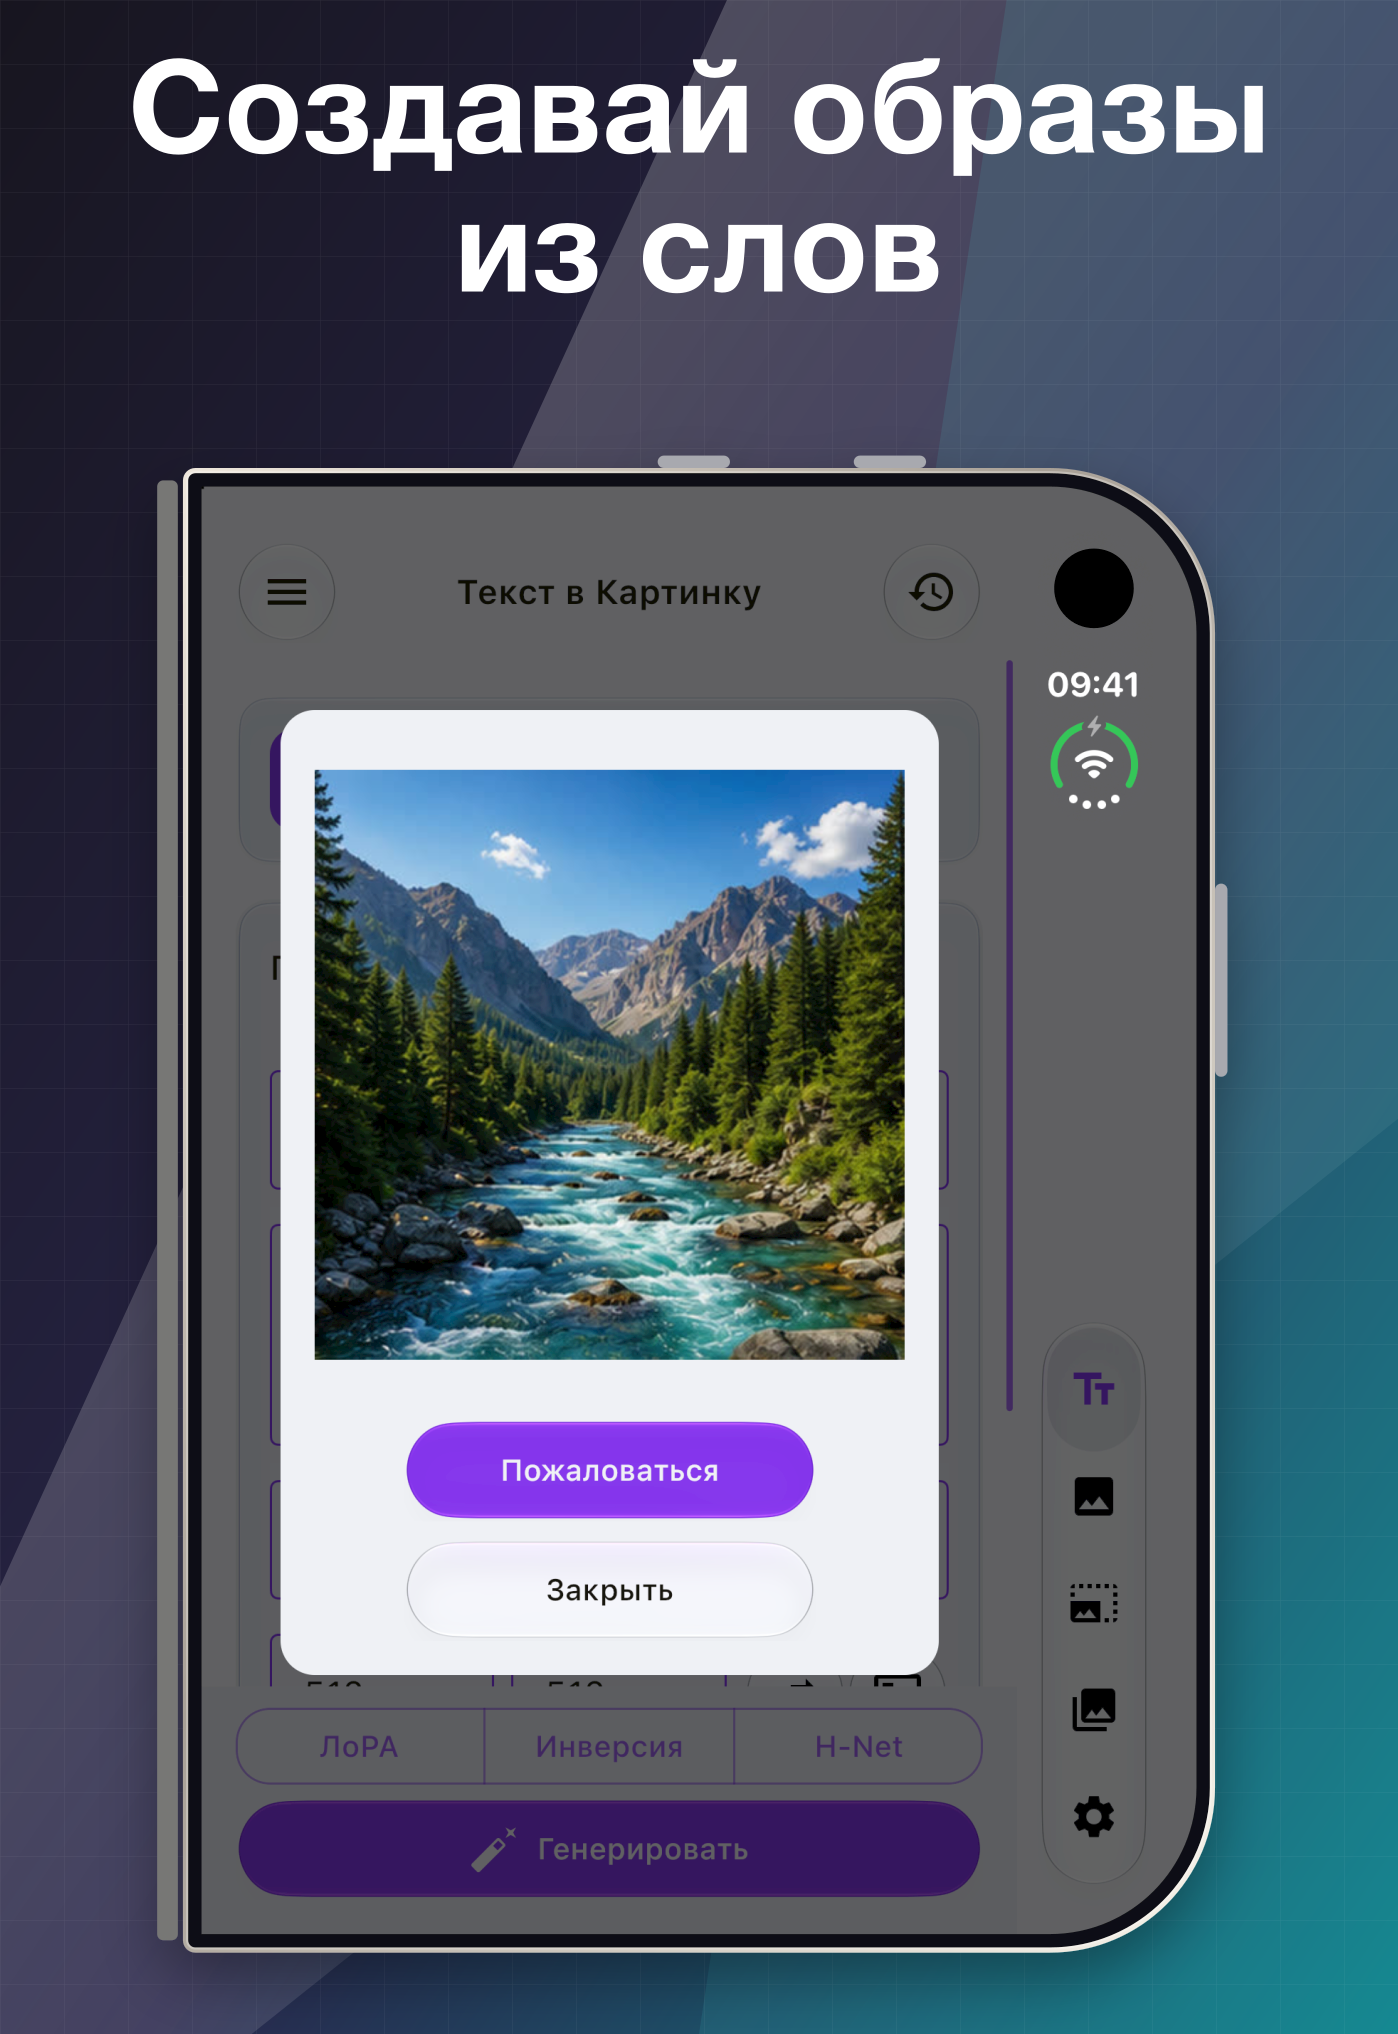 Создавай образы
из слов
Текст в Картинку
09:41
Пожаловаться
Закрыть
ЛоРА
Инверсия
H-Net
Генерировать